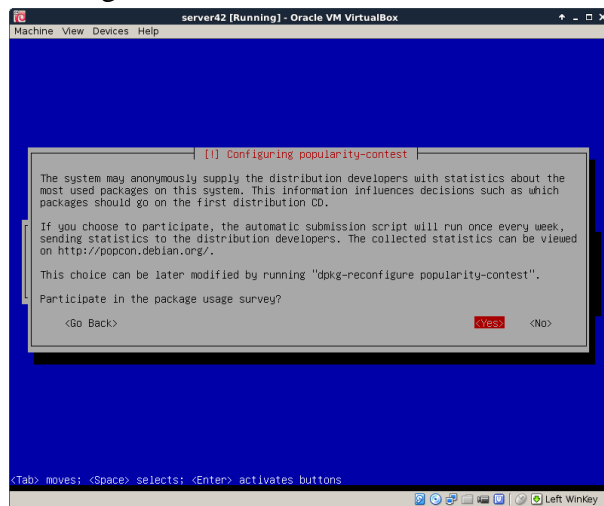 server42 [Running] - Oracle VM VirtualBox
Machine View Devices Help
[!] Configuring popularity-contest
The system may anonymously supply the distribution developers with statistics about the
most used packages on this system. This information influences decisions such as which
packages should go on the first distribution CD.
If you choose to participate, the automatic submission script will run once every week,
sending statistics to the distribution developers. The collected statistics can be viewed
on http://popcon.debian.org/.
This choice can be later modified by running "dpkg-reconfigure popularity-contest".
Participate in the package usage survey?
<Go Back> <Yes> <No>
<Tab> moves; <Space> selects; <Enter> activates buttons
Left WinKey